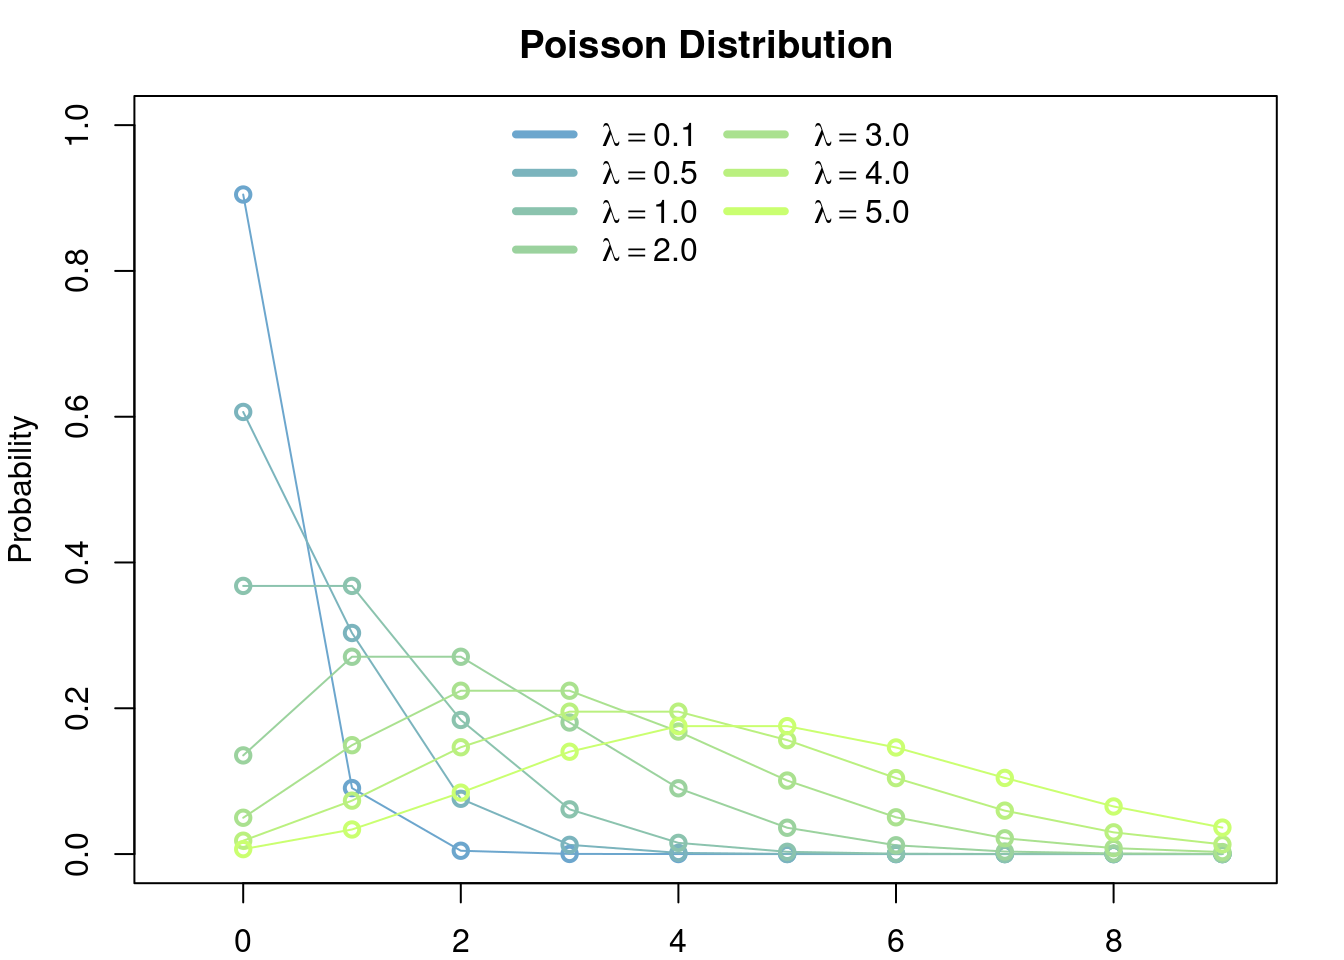 Poisson Distribution
Probability
1.0
0.8
0.6
0.4
0.2
0.0
λ = 0.1
λ = 0.5
λ = 1.0
λ = 2.0
λ = 3.0
λ = 4.0
λ = 5.0
0 2 4 6 8